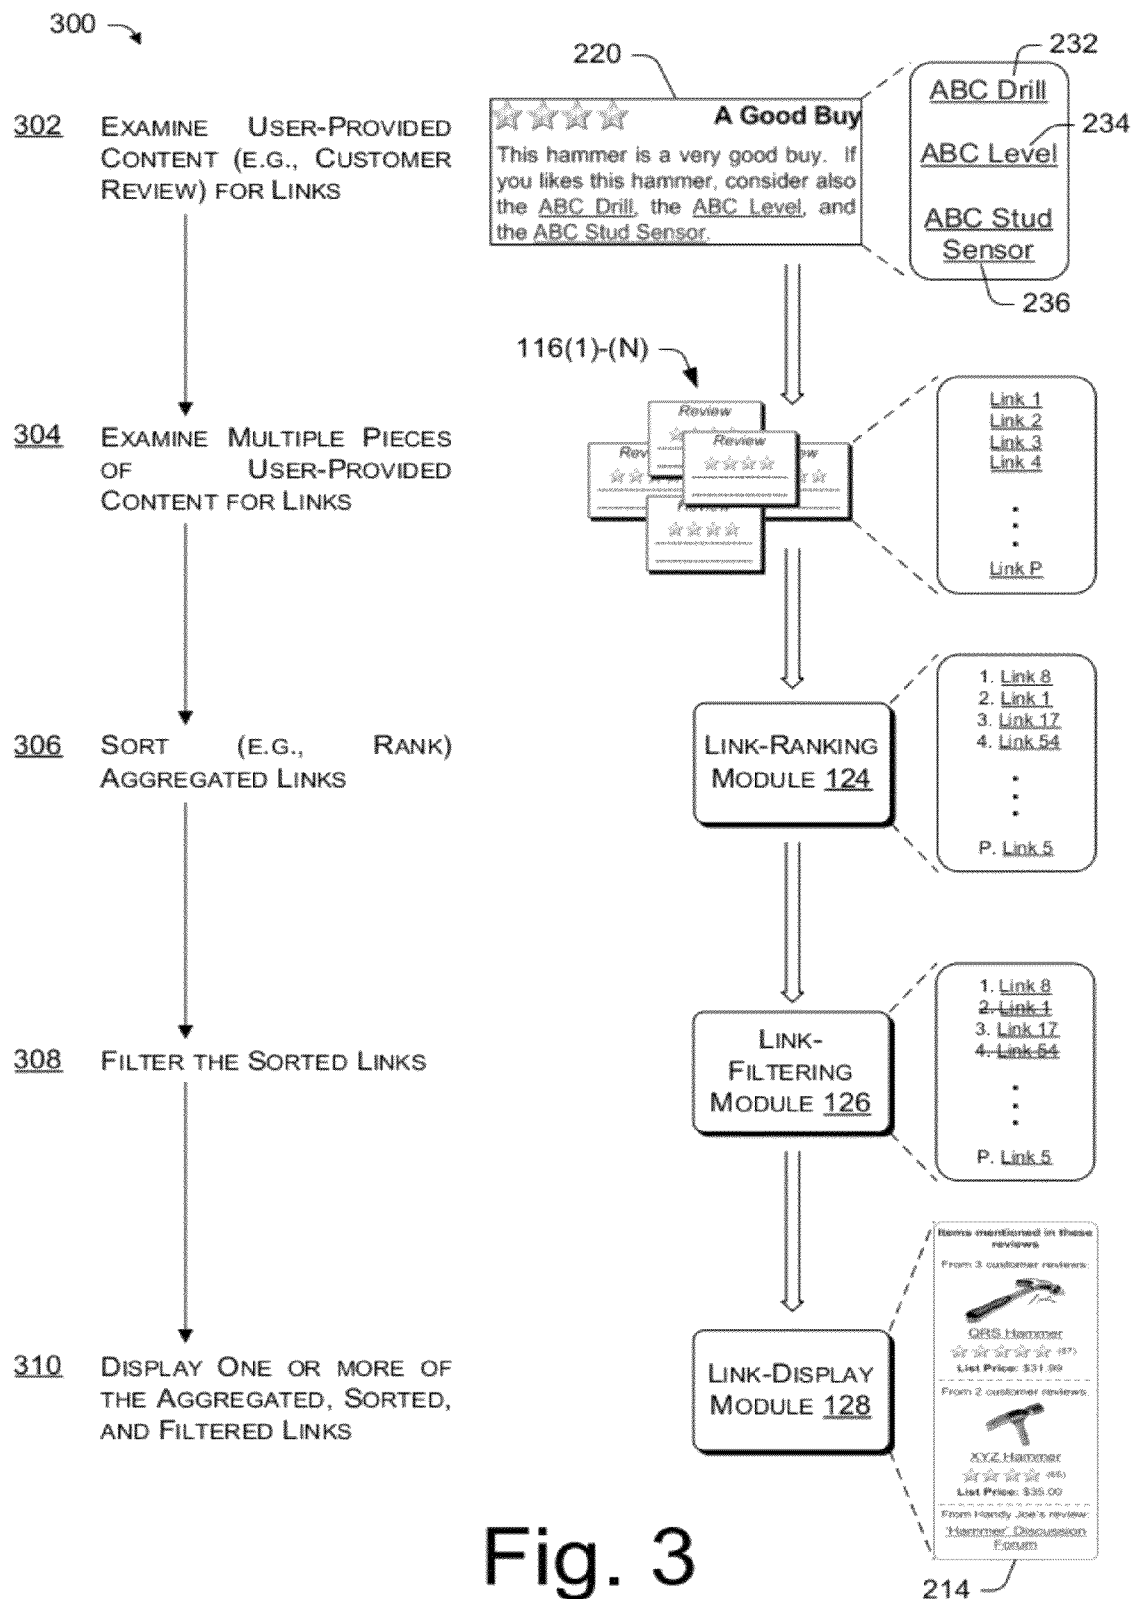 300
220
232
ABC Drill
234
ABC Level
ABC Stud
Sensor
236
302 EXAMINE USER-PROVIDED
CONTENT (E.G., CUSTOMER
REVIEW) FOR LINKS
A Good Buy
This hammer is a very good buy. If
you likes this hammer, consider also
the ABC Drill, the ABC Level, and
the ABC Stud Sensor.
116(1)-(N)
304 EXAMINE MULTIPLE PIECES
OF USER-PROVIDED
CONTENT FOR LINKS
Review
Review
Rev
ew
Review
Link 1
Link 2
Link 3
Link 4
Link P
306 SORT (E.G., RANK)
AGGREGATED LINKS
LINK-RANKING
MODULE 124
1. Link 8
2. Link 1
3. Link 17
4. Link 54
P. Link 5
308 FILTER THE SORTED LINKS
LINK-
FILTERING
MODULE 126
1. Link 8
2. Link 1
3. Link 17
4. Link 54
P. Link 5
310 DISPLAY ONE OR MORE OF
THE AGGREGATED, SORTED,
AND FILTERED LINKS
LINK-DISPLAY
MODULE 128
Items mentioned in these
reviews
From 3 customer reviews:
QRS Hammer
(87)
List Price: $31.99
From 2 customer reviews:
XYZ Hammer
List Price: $35.00
From Handy Joe's review:
'Hammer' Discussion
Forum
214
Fig. 3